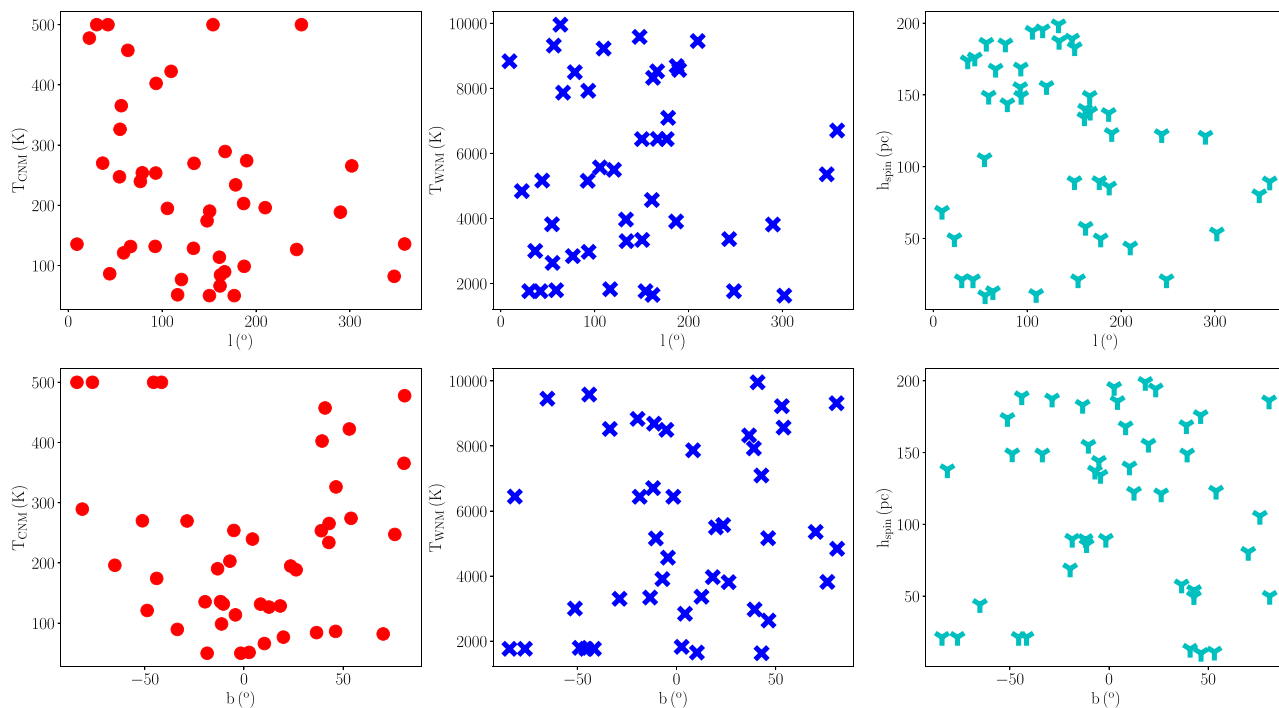 500
400
300
200
100
T_CNM (K)
0 100 200 300
l (º)
10000
8000
6000
4000
2000
T_WNM (K)
0 100 200 300
l (º)
200
150
100
50
h_spin (pc)
0 100 200 300
l (º)
500
400
300
200
100
T_CNM (K)
−50 0 50
b (º)
10000
8000
6000
4000
2000
T_WNM (K)
−50 0 50
b (º)
200
150
100
50
h_spin (pc)
−50 0 50
b (º)